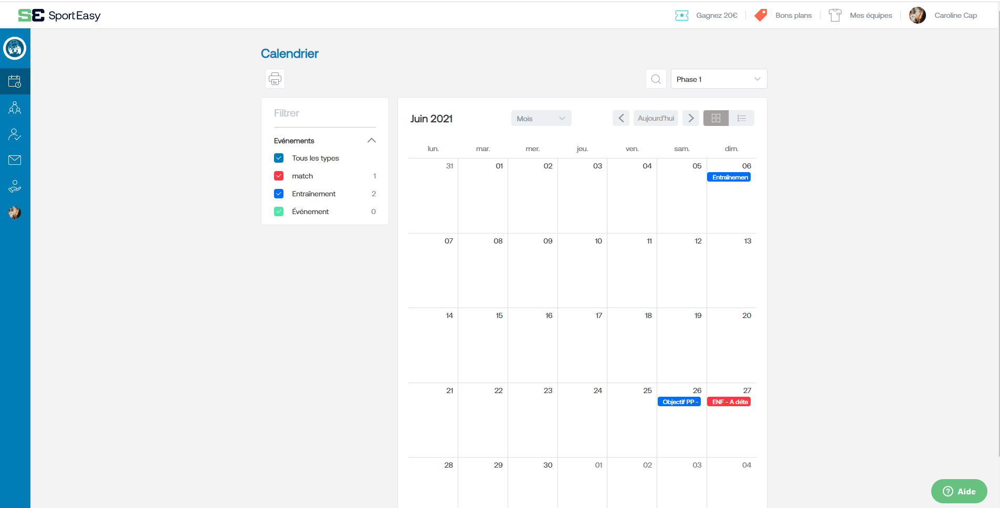 SE SportEasy
Gagnez 20€
Bons plans
Mes équipes
Caroline Cap
Calendrier
Phase 1
Filtrer
Evénements
Tous les types
match 1
Entraînement 2
Événement 0
Juin 2021
Mois
Aujourd'hui
lun. mar. mer. jeu. ven. sam. dim.
31 01 02 03 04 05 06
Entraînemen
07 08 09 10 11 12 13
14 15 16 17 18 19 20
21 22 23 24 25 26 27
Objectif PP - ENF - A déte
28 29 30 01 02 03 04
Aide